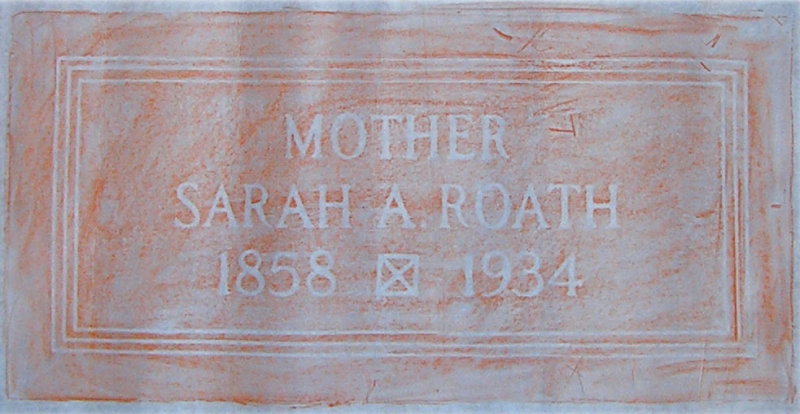 MOTHER
SARAH A. ROATH
1858 1934